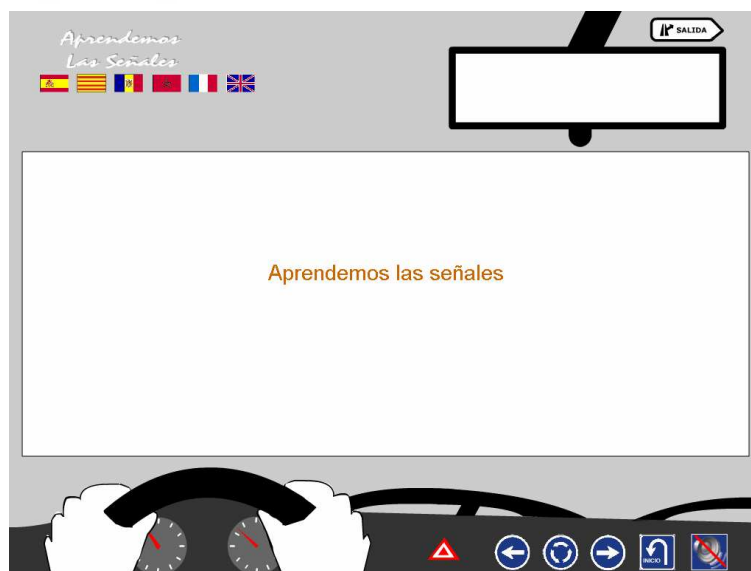 Aprendemos
Las Señales
SALIDA
Aprendemos las señales
INICIO